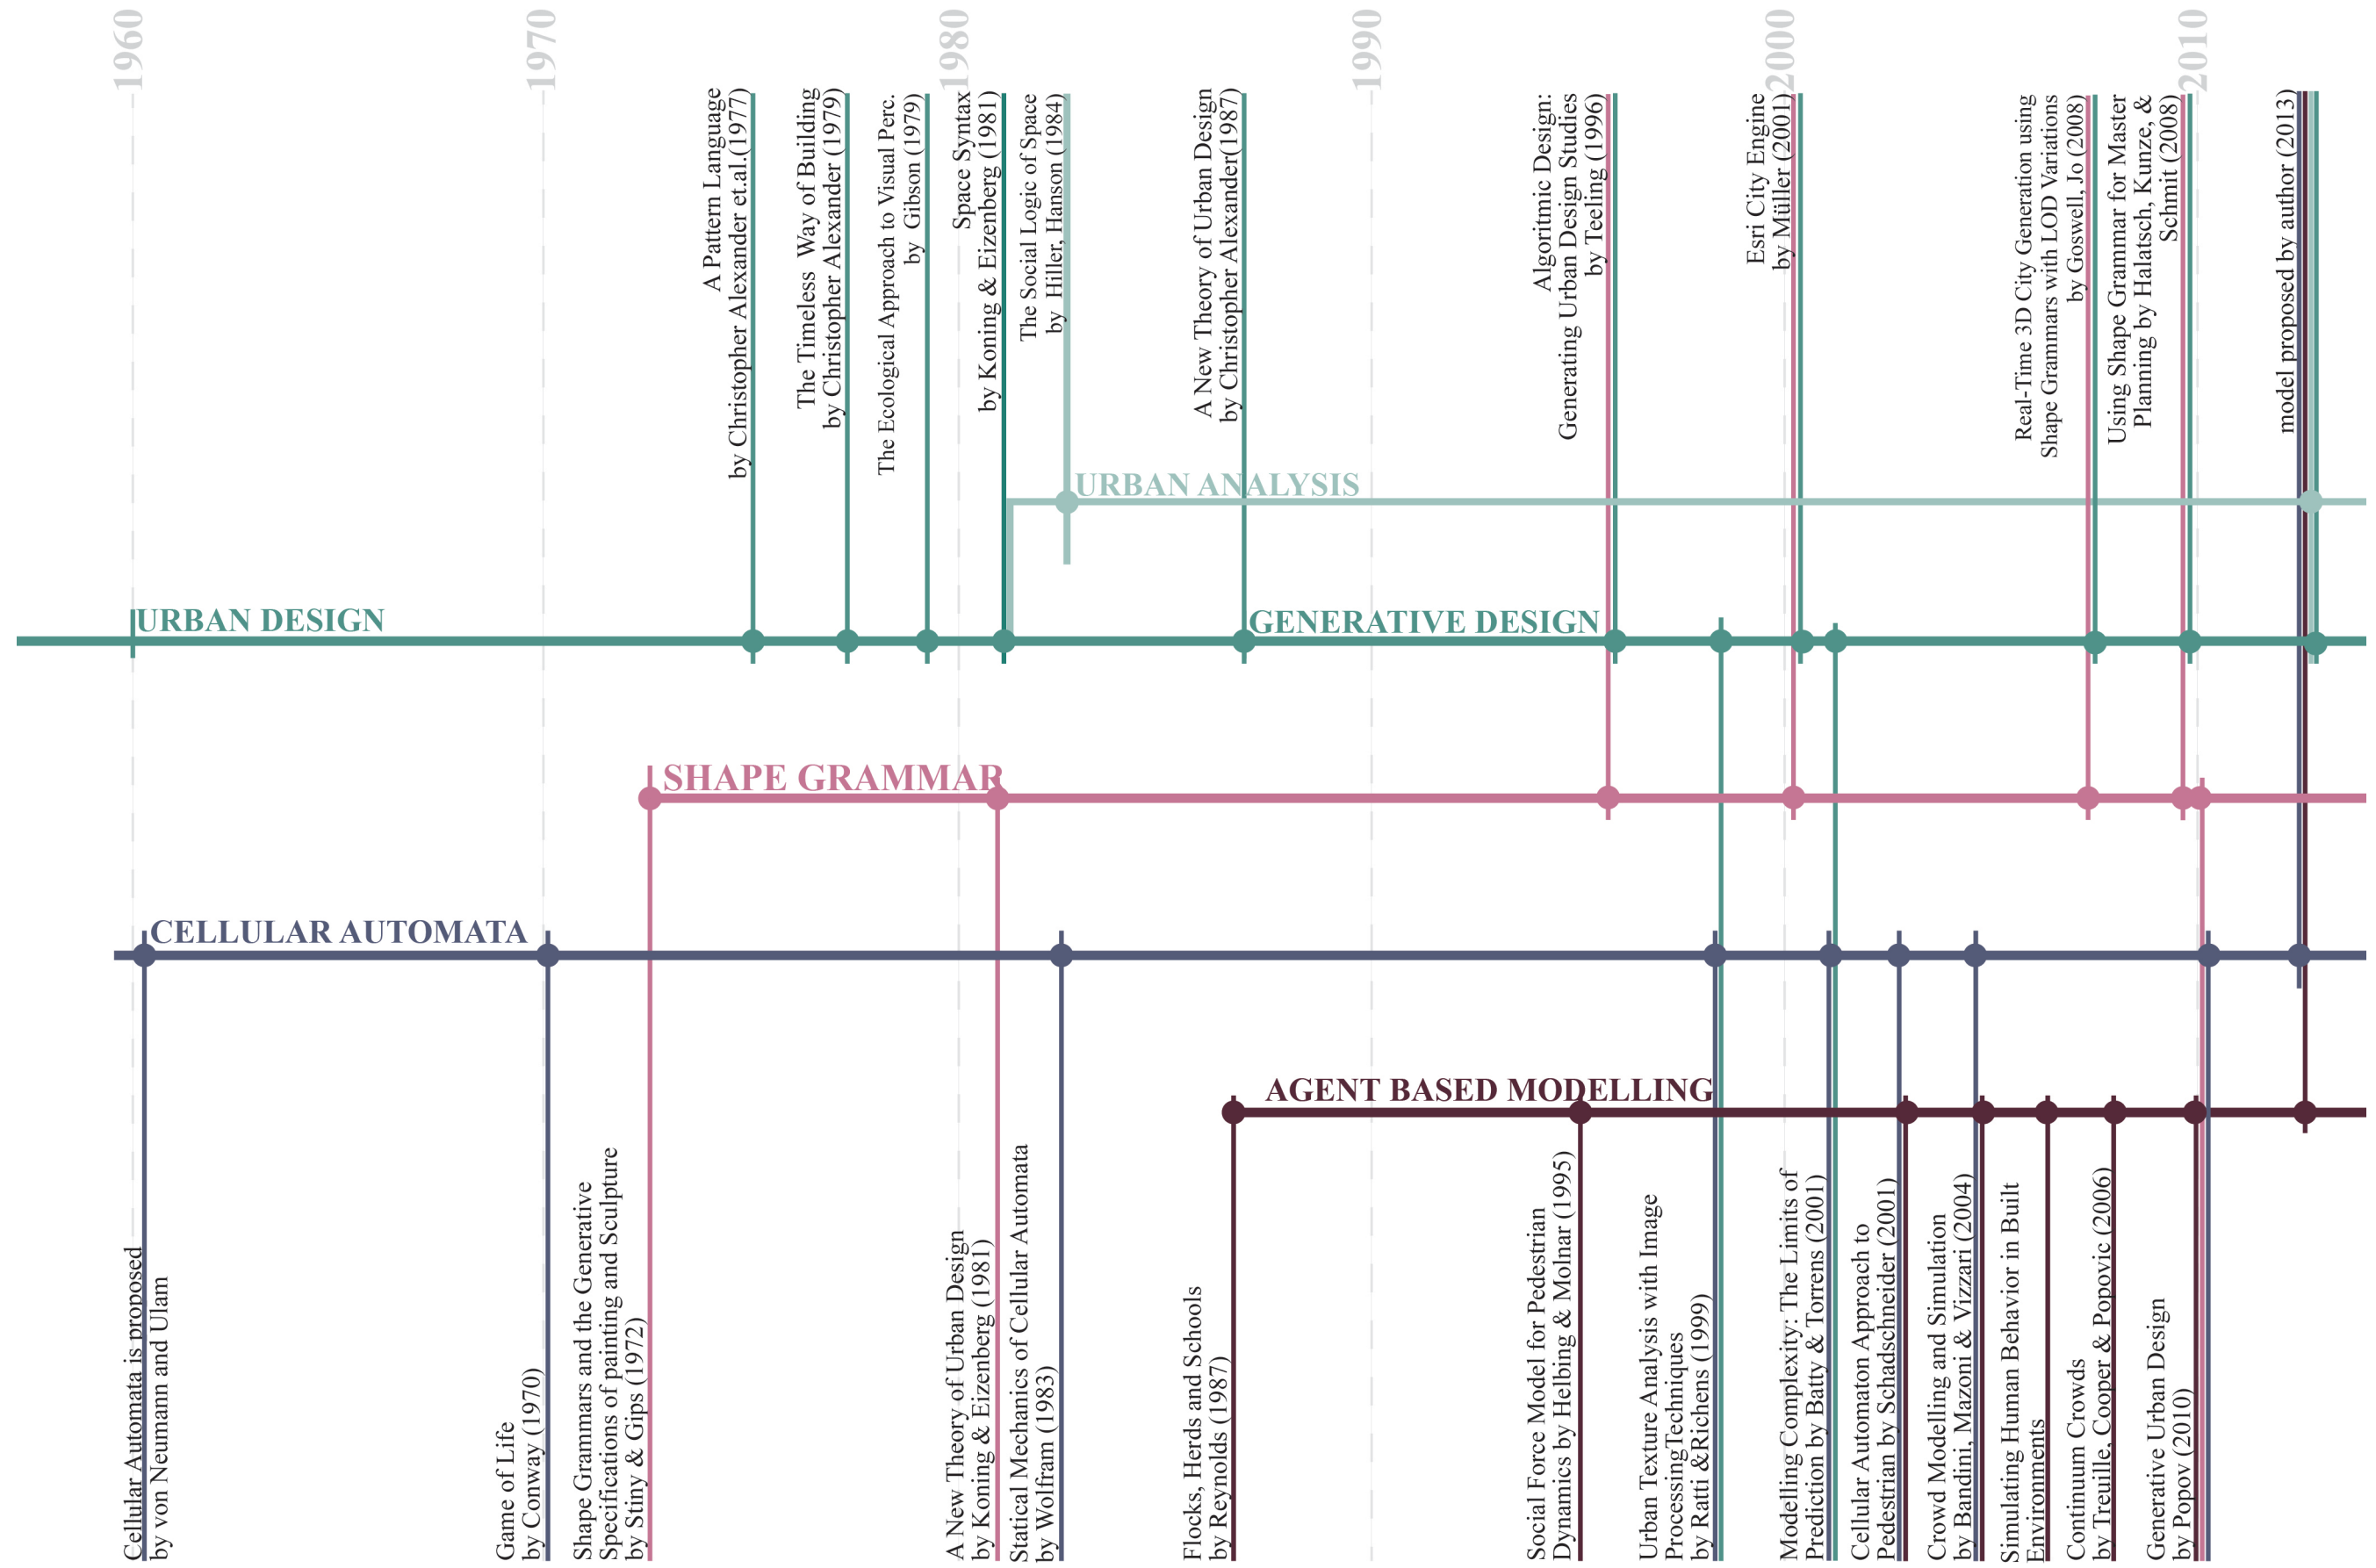 1960
1970
1980
1990
2000
2010
A Pattern Language
by Christopher Alexander et.al.(1977)
The Timeless Way of Building
by Christopher Alexander (1979)
The Ecological Approach to Visual Perc.
by Gibson (1979)
Space Syntax
by Koning & Eizenberg (1981)
The Social Logic of Space
by Hiller, Hanson (1984)
A New Theory of Urban Design
by Christopher Alexander(1987)
Algoritmic Design:
Generating Urban Design Studies
by Teeling (1996)
Esri City Engine
by Müller (2001)
Real-Time 3D City Generation using
Shape Grammars with LOD Variations
by Goswell, Jo (2008)
Using Shape Grammar for Master
Planning by Halatsch, Kunze, &
Schmit (2008)
model proposed by author (2013)
URBAN ANALYSIS
URBAN DESIGN
GENERATIVE DESIGN
SHAPE GRAMMAR
CELLULAR AUTOMATA
AGENT BASED MODELLING
Cellular Automata is proposed
by von Neumann and Ulam
Game of Life
by Conway (1970)
Shape Grammars and the Generative
Specifications of painting and Sculpture
by Stiny & Gips (1972)
A New Theory of Urban Design
by Koning & Eizenberg (1981)
Statical Mechanics of Cellular Automata
by Wolfram (1983)
Flocks, Herds and Schools
by Reynolds (1987)
Social Force Model for Pedestrian
Dynamics by Helbing & Molnar (1995)
Urban Texture Analysis with Image
ProcessingTechniques
by Ratti &Richens (1999)
Modelling Complexity: The Limits of
Prediction by Batty & Torrens (2001)
Cellular Automaton Approach to
Pedestrian by Schadschneider (2001)
Crowd Modelling and Simulation
by Bandini, Mazoni & Vizzari (2004)
Simulating Human Behavior in Built
Environments
Continuum Crowds
by Treuille, Cooper & Popovic (2006)
Generative Urban Design
by Popov (2010)